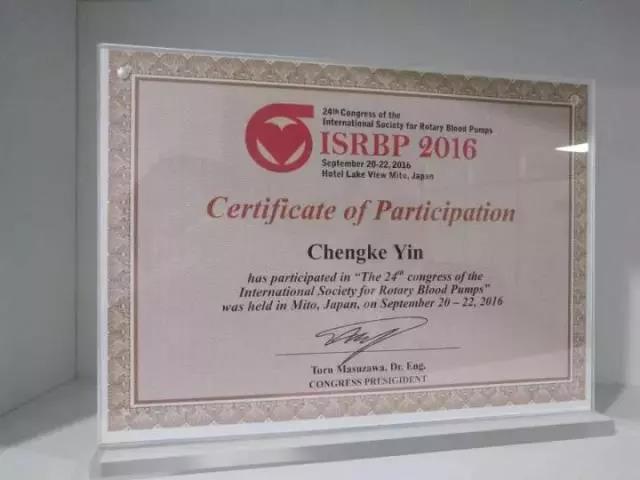 24th Congress of the
International Society for Rotary Blood Pumps
ISRBP 2016
September 20-22, 2016
Hotel Lake View Mito, Japan
Certificate of Participation
Chengke Yin
has participated in "The 24th congress of the
International Society for Rotary Blood Pumps"
was held in Mito, Japan, on September 20 – 22, 2016
Toru Masuzawa, Dr. Eng.
CONGRESS PRESIGIDENT